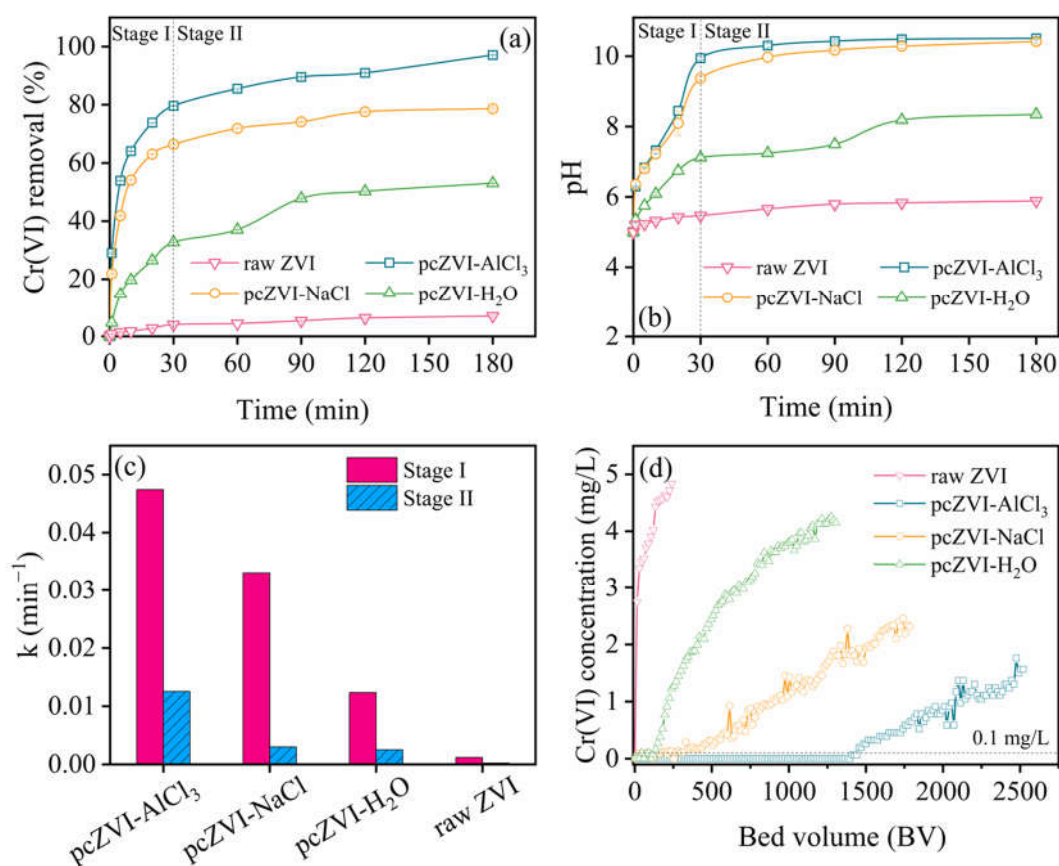 Stage I Stage II (a)
Cr(VI) removal (%)
100
80
60
40
20
0
raw ZVI pcZVI-AlCl₃
pcZVI-NaCl pcZVI-H₂O
0 30 60 90 120 150 180
Time (min)
Stage I Stage II
pH
10
8
6
4
2
raw ZVI pcZVI-AlCl₃
pcZVI-NaCl pcZVI-H₂O
(b)
0 30 60 90 120 150 180
Time (min)
(c)
Stage I
Stage II
k (min⁻¹)
0.05
0.04
0.03
0.02
0.01
0.00
pcZVI-AlCl₃ pcZVI-NaCl pcZVI-H₂O raw ZVI
(d)
Cr(VI) concentration (mg/L)
5
4
3
2
1
0
raw ZVI
pcZVI-AlCl₃
pcZVI-NaCl
pcZVI-H₂O
0.1 mg/L
0 500 1000 1500 2000 2500
Bed volume (BV)